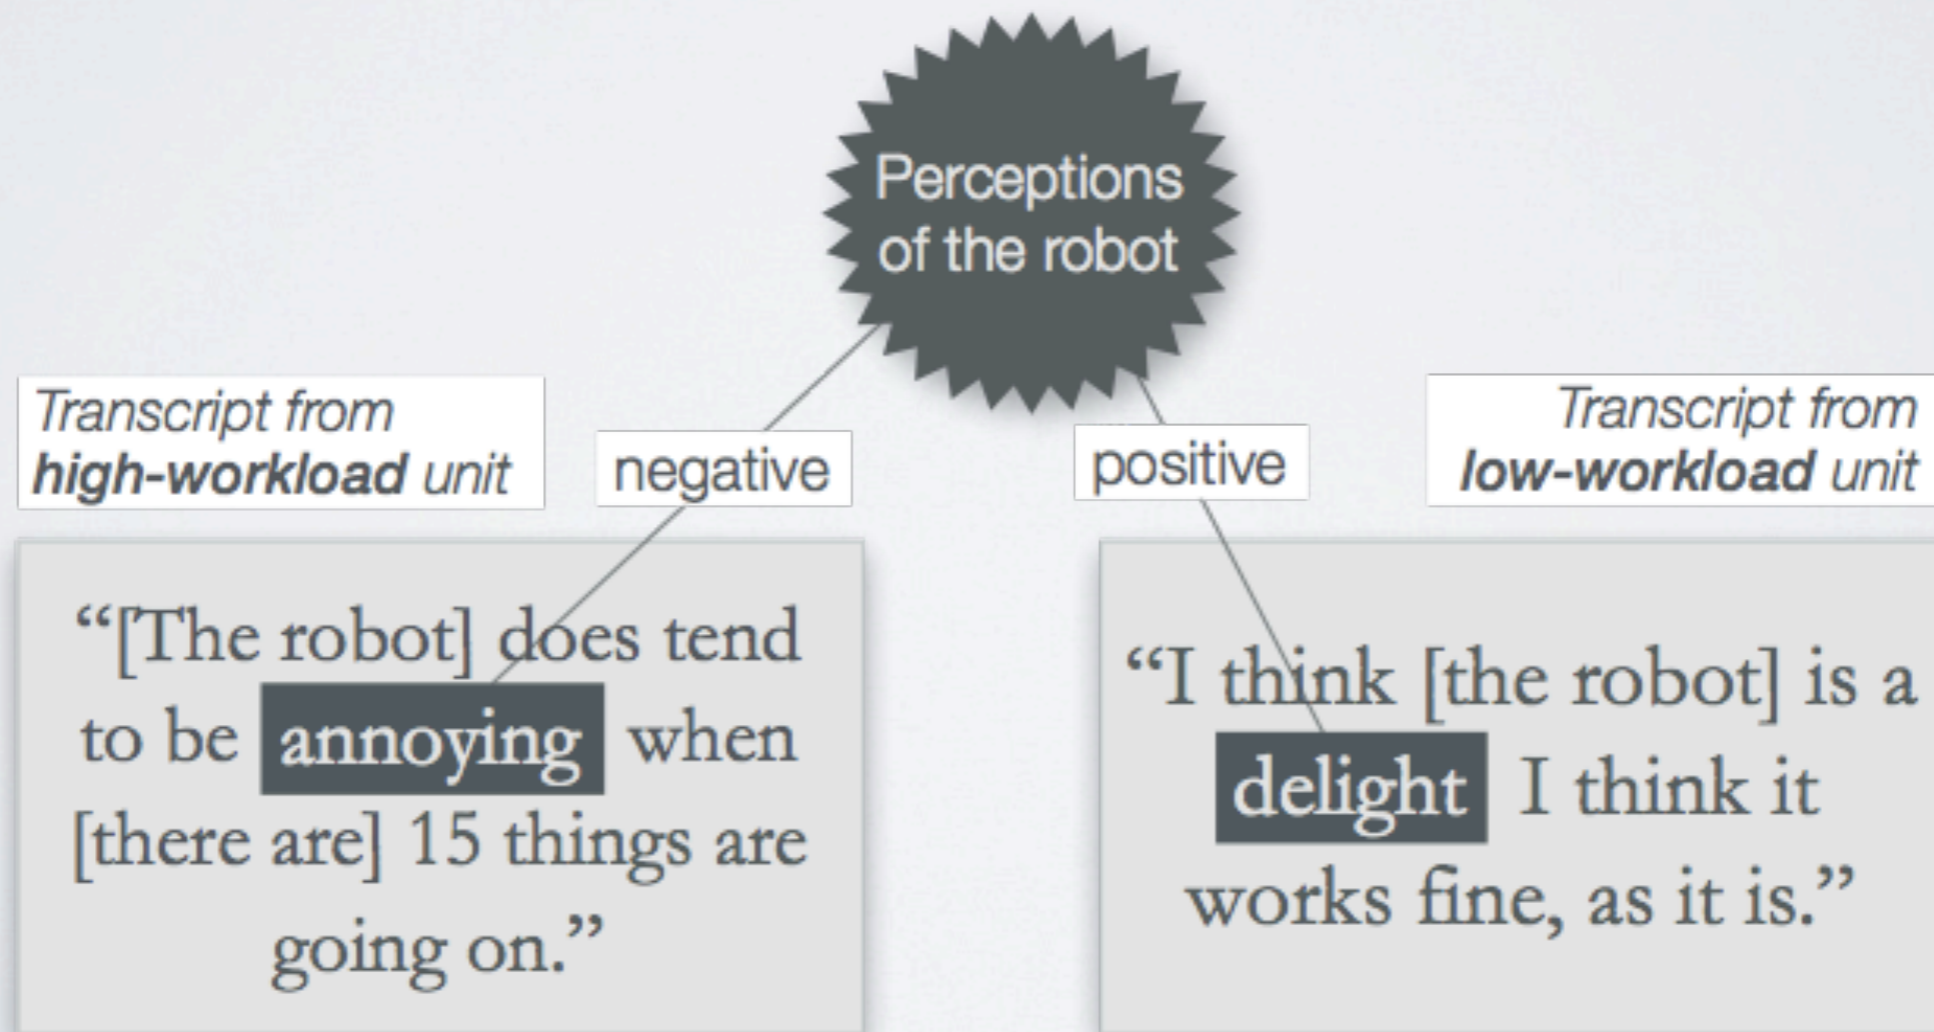 Perceptions
of the robot
Transcript from
high-workload unit
negative
positive
Transcript from
low-workload unit
“[The robot] does tend
to be annoying when
[there are] 15 things are
going on.”
“I think [the robot] is a
delight I think it
works fine, as it is.”